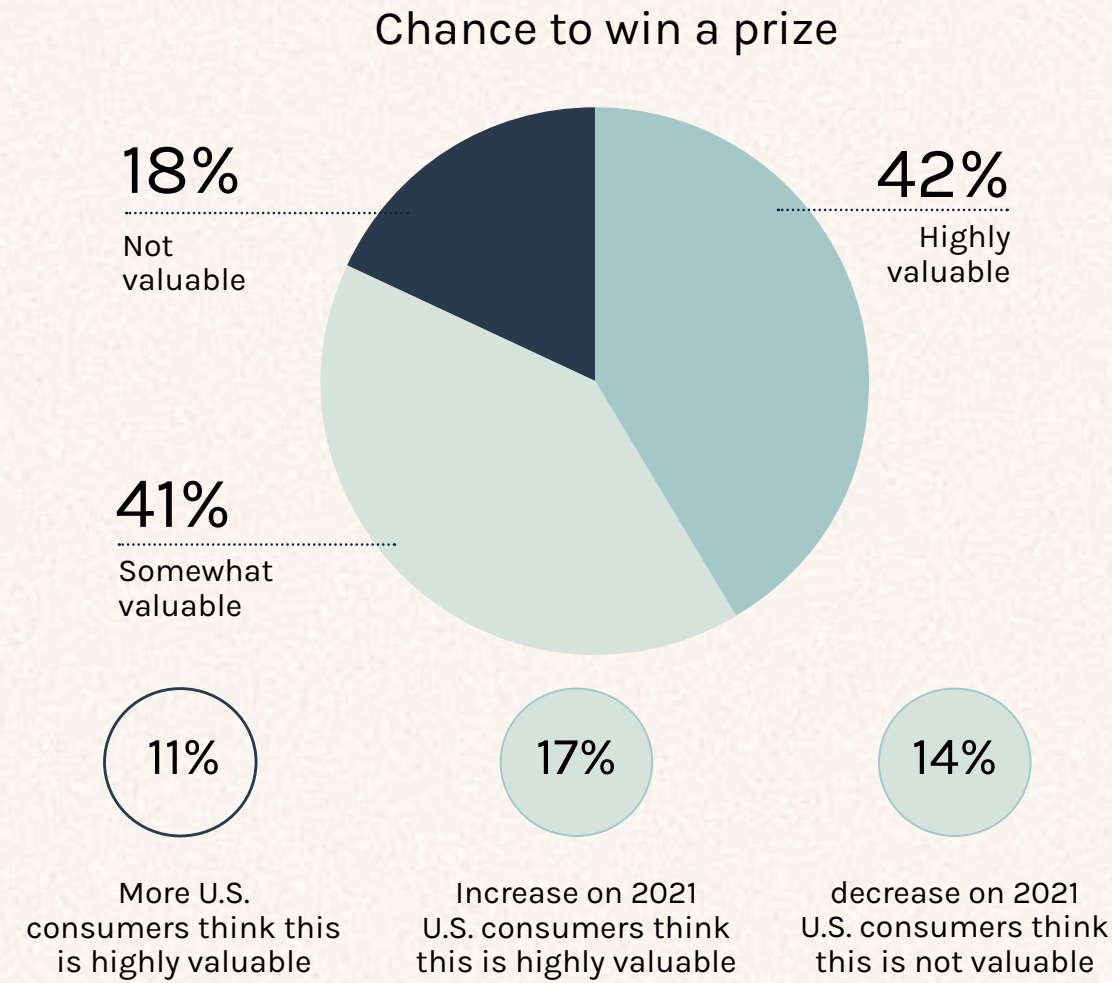 Chance to win a prize
18%
Not
valuable
42%
Highly
valuable
41%
Somewhat
valuable
11%
More U.S.
consumers think this
is highly valuable
17%
Increase on 2021
U.S. consumers think
this is highly valuable
14%
decrease on 2021
U.S. consumers think
this is not valuable